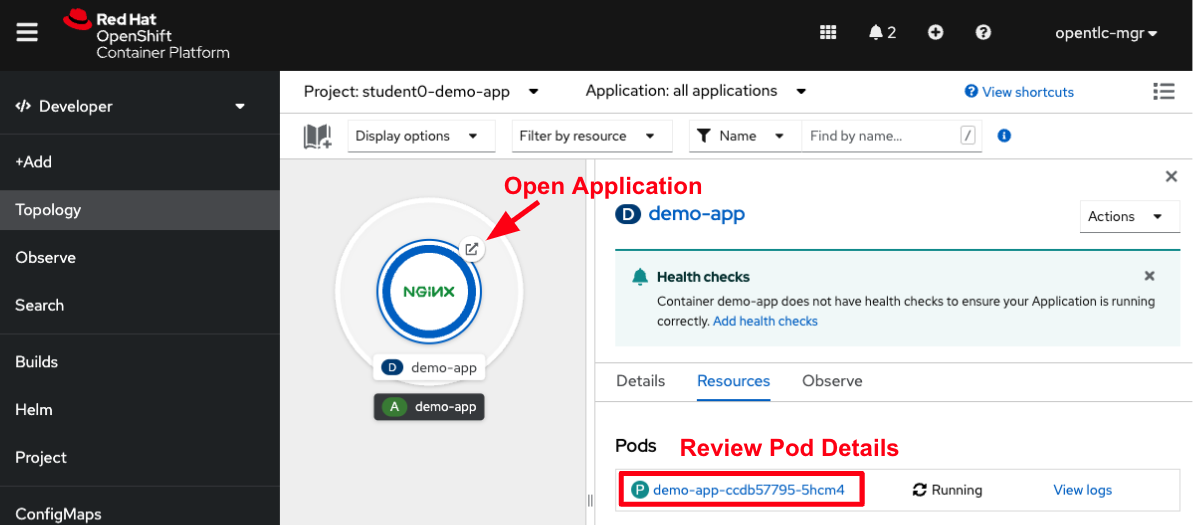 Red Hat
OpenShift
Container Platform
2
opentlc-mgr
</> Developer
Project: student0-demo-app
Application: all applications
View shortcuts
+Add
Topology
Observe
Search
Builds
Helm
Project
ConfigMaps
Display options
Filter by resource
Name
Find by name...
/
Open Application
NGiNX
D demo-app
A demo-app
D demo-app
Actions
Health checks
Container demo-app does not have health checks to ensure your Application is running
correctly. Add health checks
Details
Resources
Observe
Pods
Review Pod Details
P demo-app-ccdb57795-5hcm4
Running
View logs